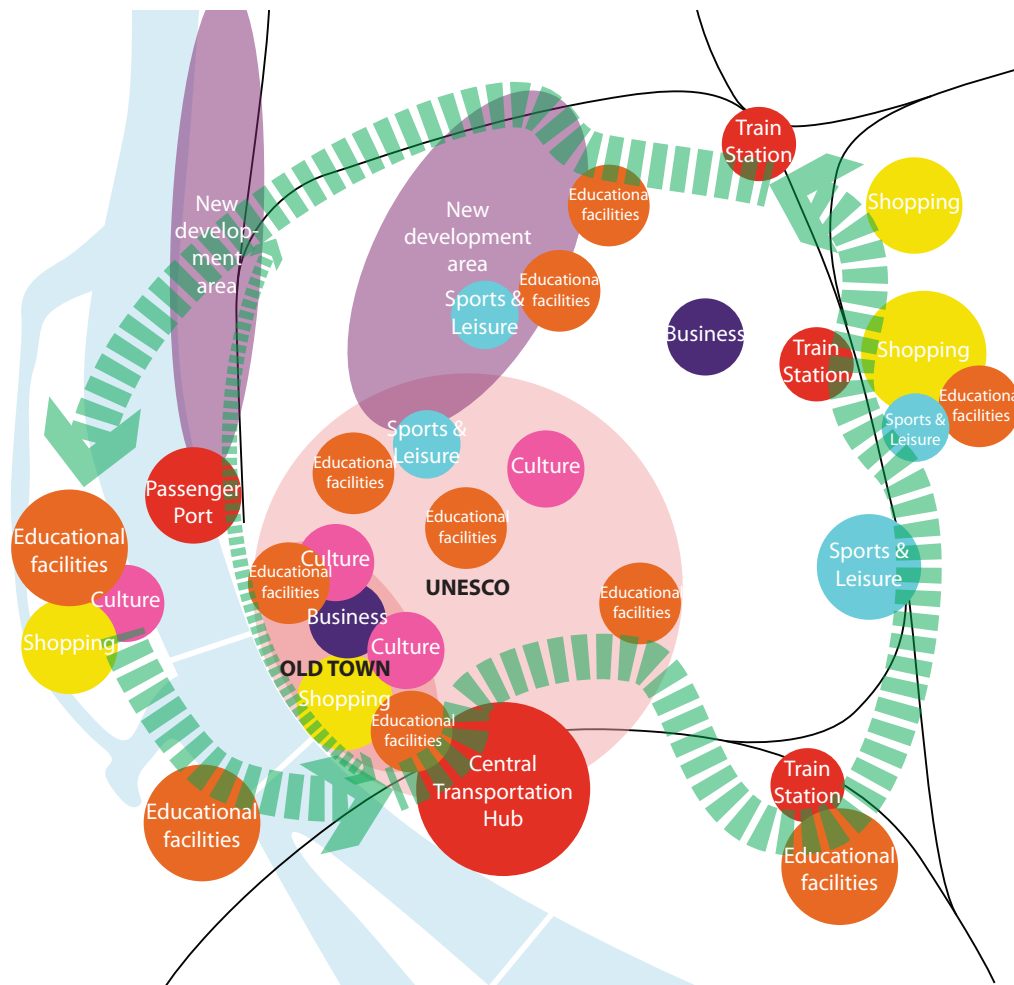 Train
Station
Shopping
Educational
facilities
New
develop-
ment
area
New
development
area
Educational
facilities
Sports &
Leisure
Business
Train
Station
Shopping
Educational
facilities
Sports &
Leisure
Sports &
Leisure
Culture
Educational
facilities
Passenger
Port
Educational
facilities
Educational
facilities
Culture
Sports &
Leisure
Educational
facilities
UNESCO
Educational
facilities
Culture
Business
Culture
Shopping
OLD TOWN
Shopping
Educational
facilities
Central
Transportation
Hub
Train
Station
Educational
facilities
Educational
facilities